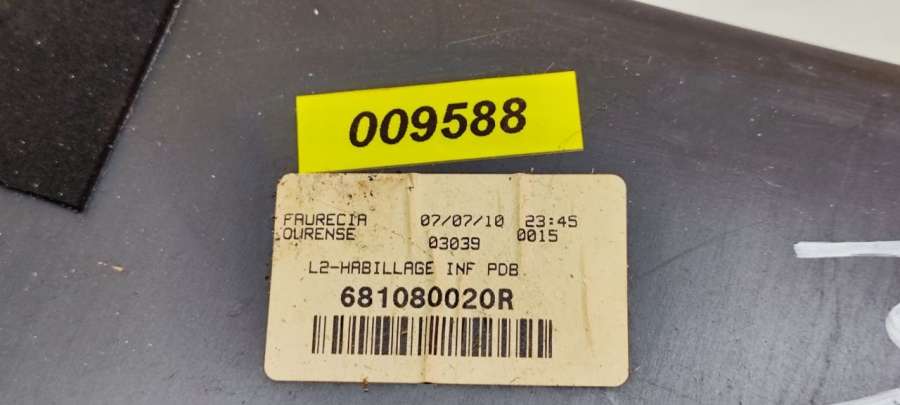 009588
FAURECIA 07/07/10 23:45
OURENSE 03039 0015
L2-HABILLAGE INF PDB
681080020R